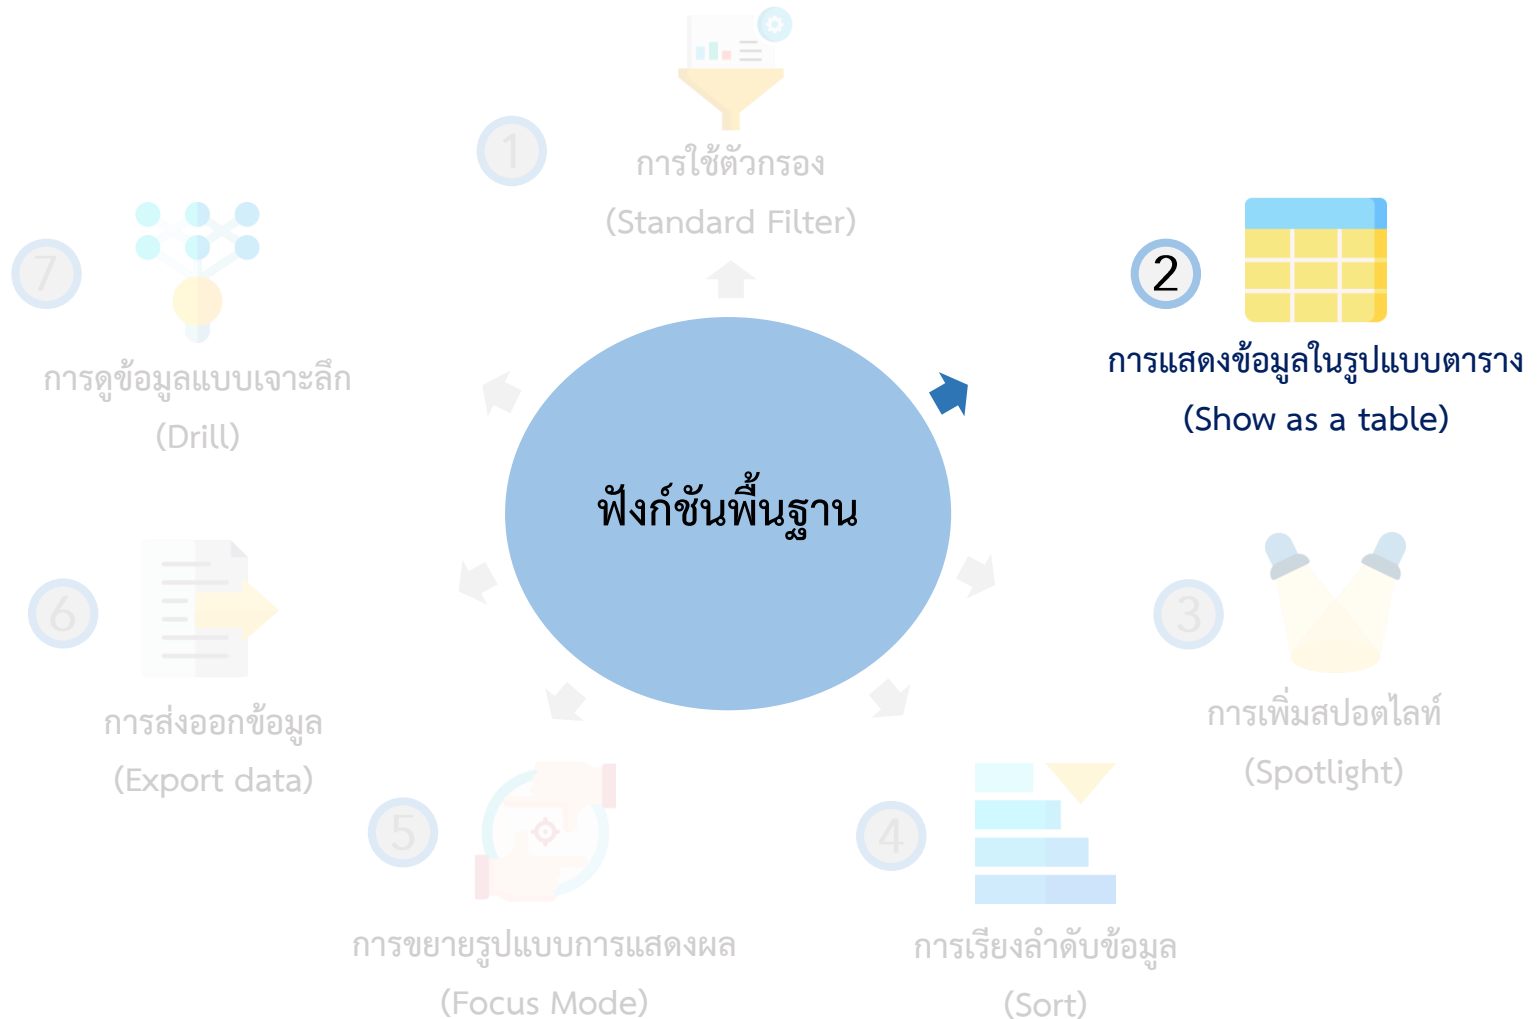 1
การใช้ตัวกรอง
(Standard Filter)
2
การแสดงข้อมูลในรูปแบบตาราง
(Show as a table)
3
การเพิ่มสปอตไลท์
(Spotlight)
4
การเรียงลำดับข้อมูล
(Sort)
5
การขยายรูปแบบการแสดงผล
(Focus Mode)
6
การส่งออกข้อมูล
(Export data)
7
การดูข้อมูลแบบเจาะลึก
(Drill)
ฟังก์ชันพื้นฐาน